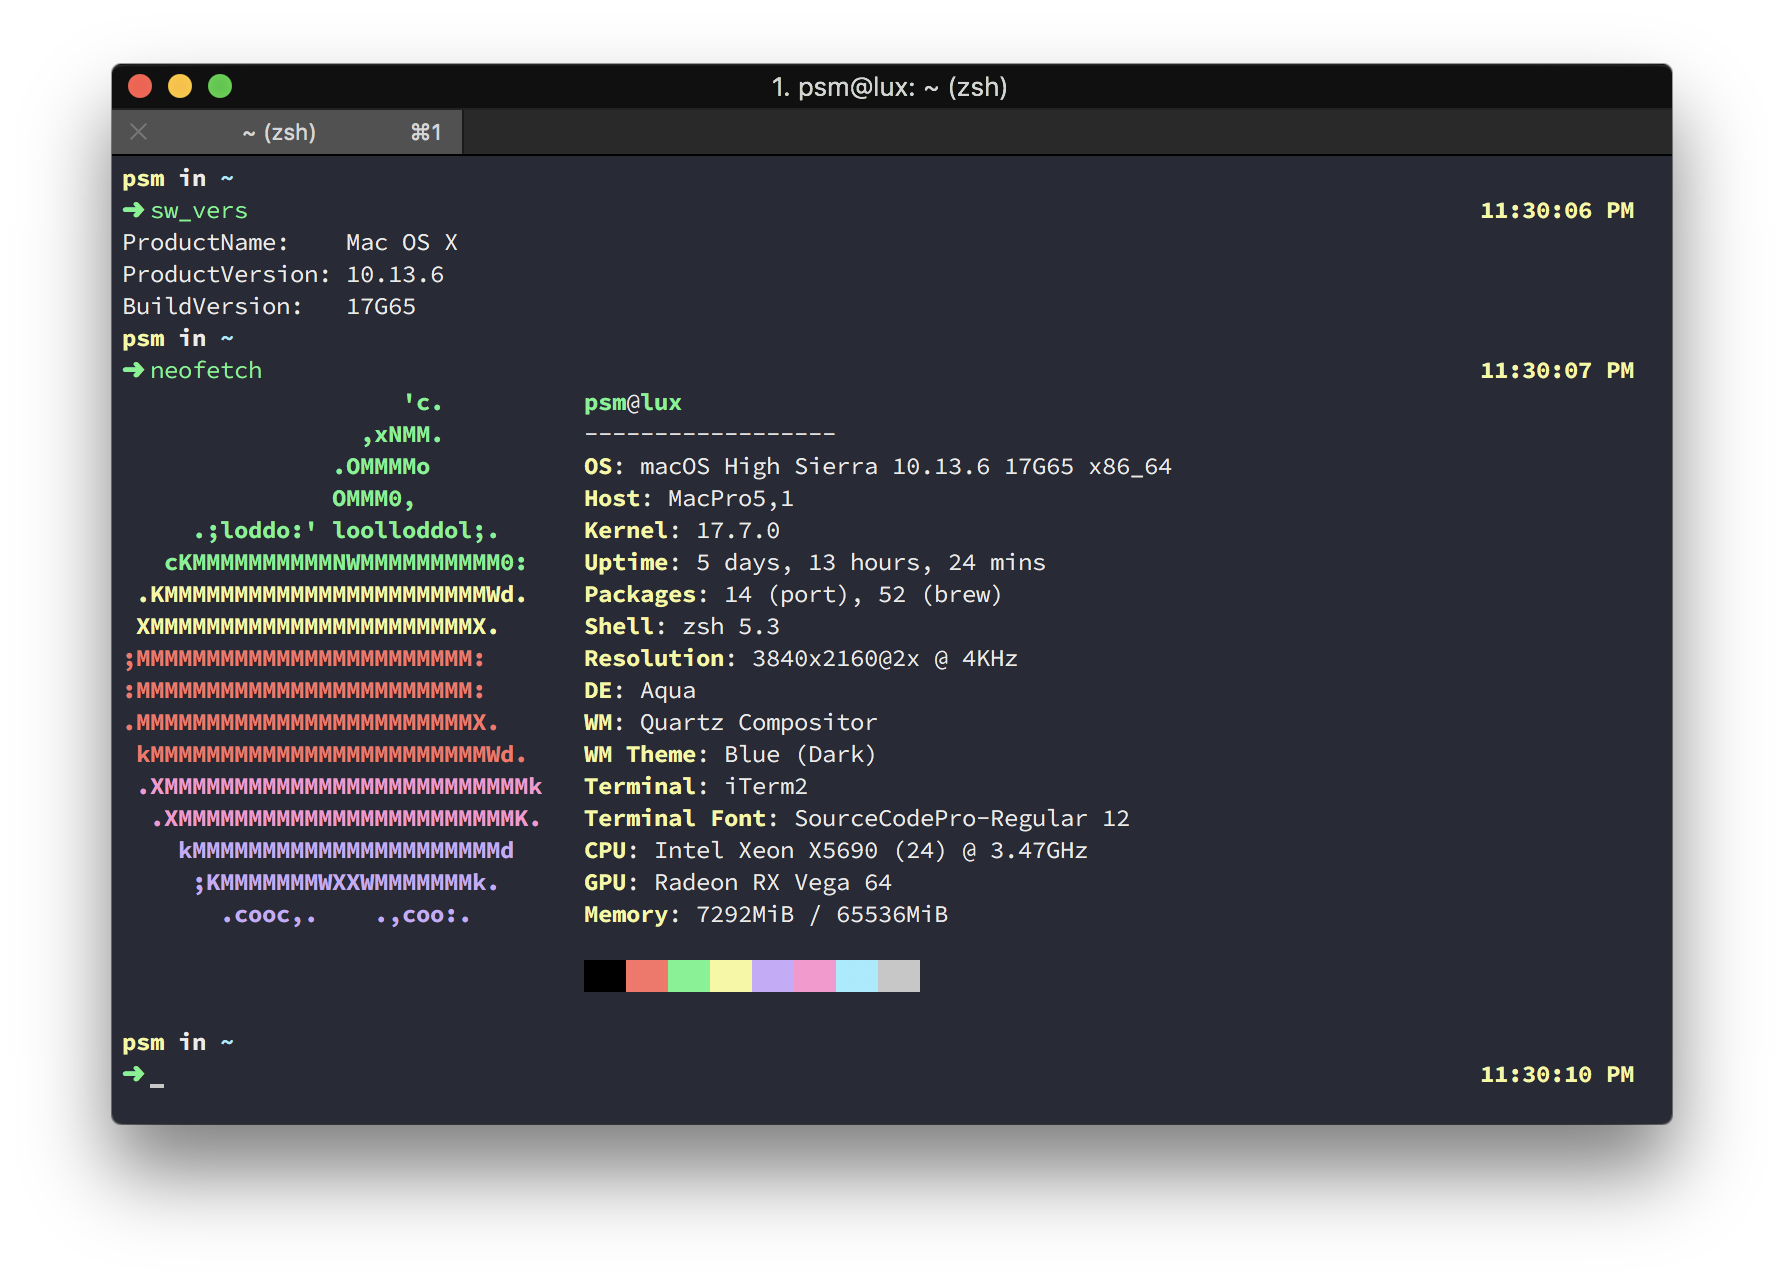 1. psm@lux: ~ (zsh)
~ (zsh) ⌘1
psm in ~
➜ sw_vers 11:30:06 PM
ProductName: Mac OS X
ProductVersion: 10.13.6
BuildVersion: 17G65
psm in ~
➜ neofetch 11:30:07 PM
'c. psm@lux
,xNMM. ------------------
.OMMMMo OS: macOS High Sierra 10.13.6 17G65 x86_64
OMMM0, Host: MacPro5,1
.;loddo:' loolloddol;. Kernel: 17.7.0
cKMMMMMMMMMMNWMMMMMMMMMM0: Uptime: 5 days, 13 hours, 24 mins
.KMMMMMMMMMMMMMMMMMMMMMMMWd. Packages: 14 (port), 52 (brew)
XMMMMMMMMMMMMMMMMMMMMMMMX. Shell: zsh 5.3
;MMMMMMMMMMMMMMMMMMMMMMMM: Resolution: 3840x2160@2x @ 4KHz
:MMMMMMMMMMMMMMMMMMMMMMMM: DE: Aqua
.MMMMMMMMMMMMMMMMMMMMMMMMX. WM: Quartz Compositor
kMMMMMMMMMMMMMMMMMMMMMMMMWd. WM Theme: Blue (Dark)
.XMMMMMMMMMMMMMMMMMMMMMMMMMMk Terminal: iTerm2
.XMMMMMMMMMMMMMMMMMMMMMMMMK. Terminal Font: SourceCodePro-Regular 12
kMMMMMMMMMMMMMMMMMMMMMMd CPU: Intel Xeon X5690 (24) @ 3.47GHz
;KMMMMMMMWXXWMMMMMMMk. GPU: Radeon RX Vega 64
.cooc,. .,coo:. Memory: 7292MiB / 65536MiB
psm in ~
➜ _ 11:30:10 PM